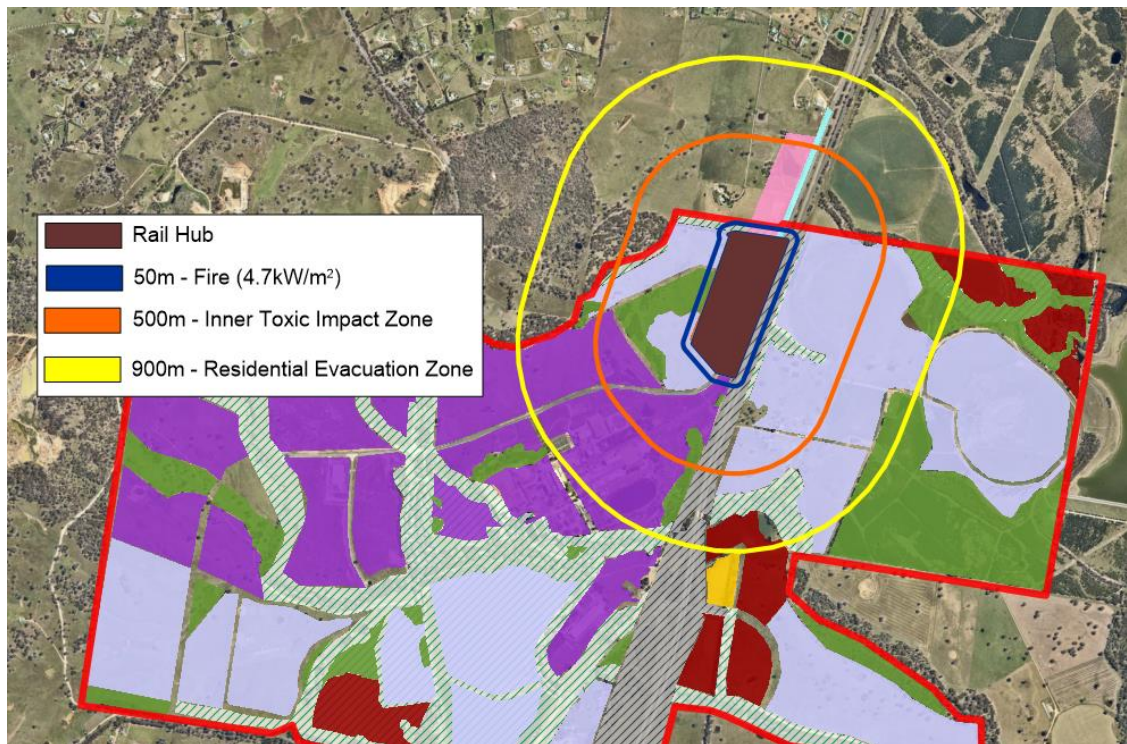 Rail Hub
50m - Fire (4.7kW/m²)
500m - Inner Toxic Impact Zone
900m - Residential Evacuation Zone